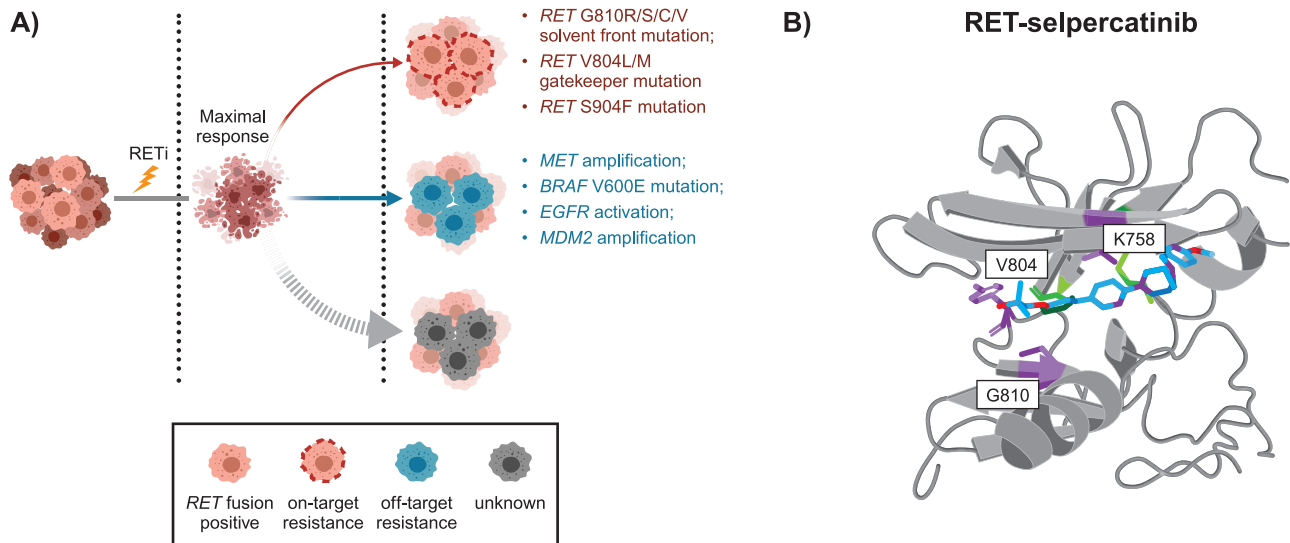 A)
RETi
Maximal
response
• RET G810R/S/C/V
solvent front mutation;
• RET V804L/M
gatekeeper mutation
• RET S904F mutation
• MET amplification;
• BRAF V600E mutation;
• EGFR activation;
• MDM2 amplification
RET fusion
positive
on-target
resistance
off-target
resistance
unknown
B)
RET-selpercatinib
K758
V804
G810